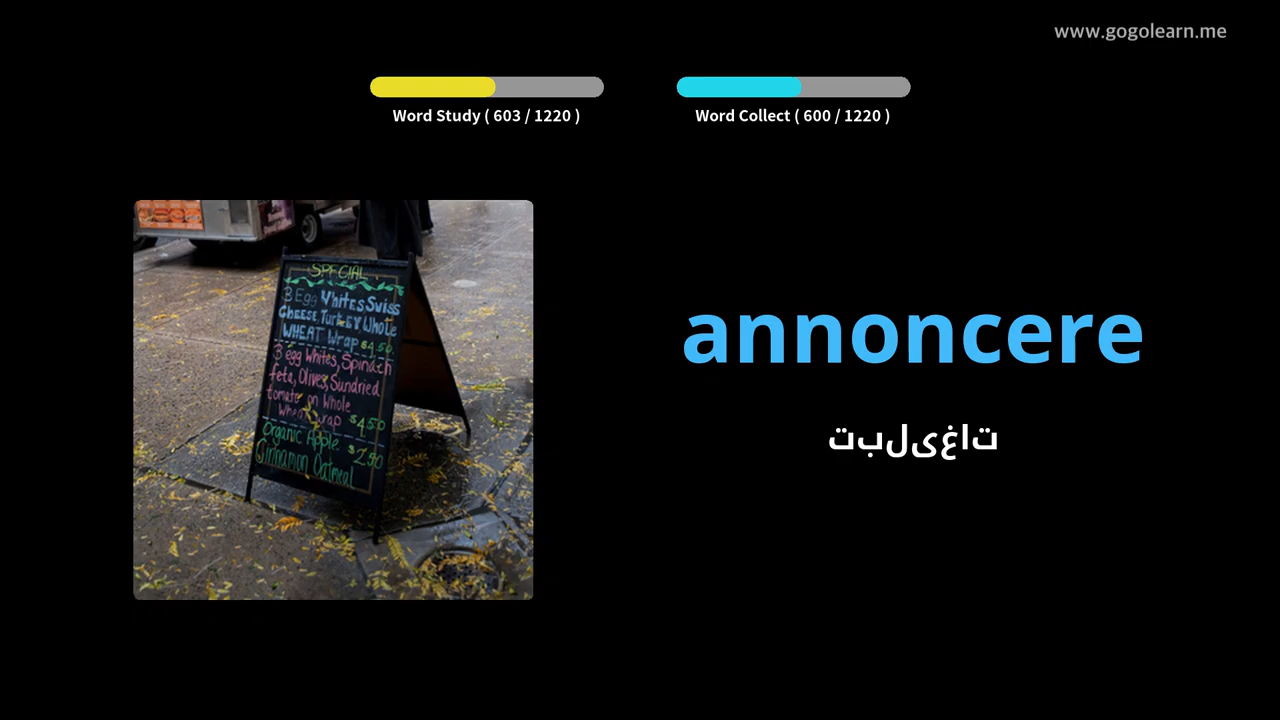 www.gogolearn.me
Word Study ( 603 / 1220 )
Word Collect ( 600 / 1220 )
SPECIAL
3 Egg Whites Swiss
Cheese, Turkey Whole
WHEAT Wrap $4.50
3 egg Whites, Spinach
feta, Olives, Sundried
tomato on Whole
Wheat Wrap $4.50
Organic Apple
Cinnamon Oatmeal
annoncere
تبلیغات